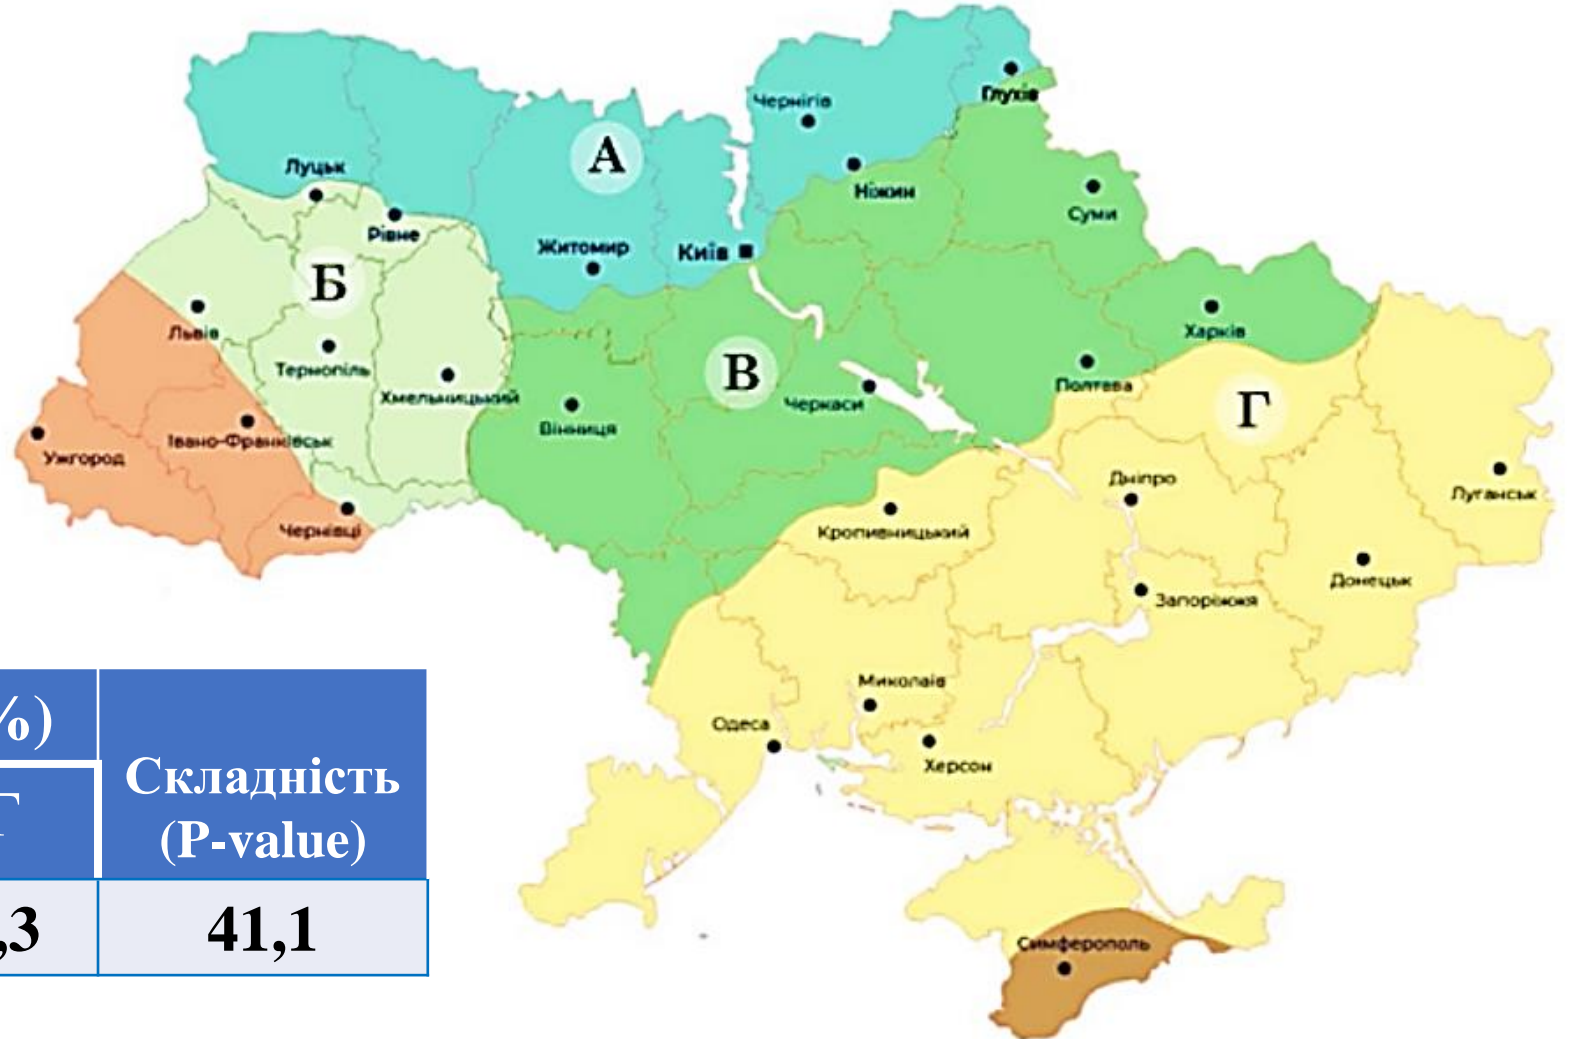 Глухів
Чернігів
А
Луцьк
Ніжин
Рівне
Суми
Житомир
Київ
Б
Львів
Харків
Тернопіль
В
Полтава
Хмельницький
Черкаси
Г
Вінниця
Івано-Франківськ
Ужгород
Дніпро
Луганськ
Чернівці
Кропивницький
Донецьк
Запоріжжя
Миколаїв
Одеса
Херсон
Симферополь
%)
Складність
(P-value)
,3
41,1